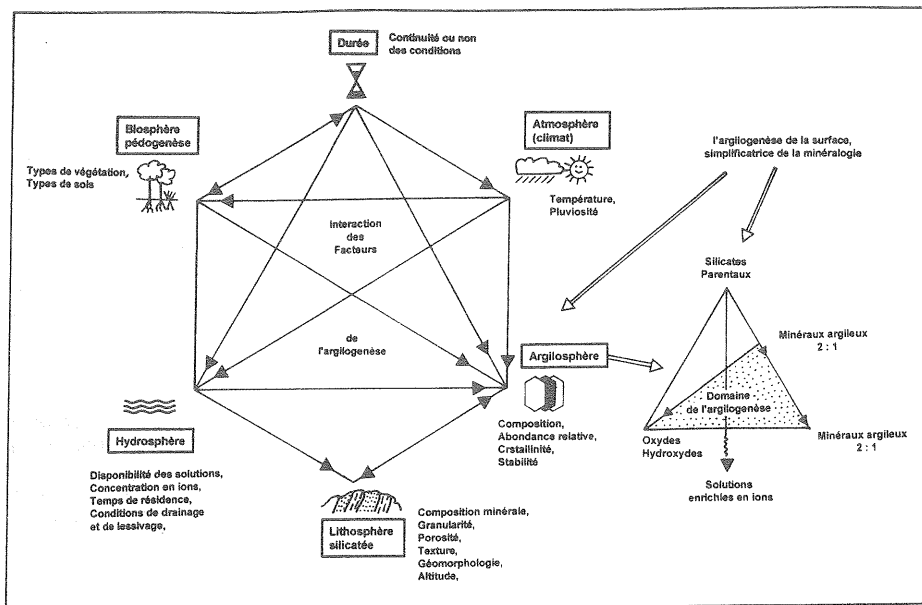 Durée
Continuité ou non
des conditions
Biosphère
pédogenèse
Types de végétation,
Types de sols
Atmosphère
(climat)
Température,
Pluviosité
l'argilogenèse de la surface,
simplificatrice de la minéralogie
Interaction
des
Facteurs
de
l'argilogenèse
Silicates
Parentaux
Minéraux argileux
2 : 1
Domaine
de l'argilogenèse
Oxydes
Hydroxydes
Minéraux argileux
2 : 1
Solutions
enrichies en ions
Argilosphère
Composition,
Abondance relative,
Crstallinité,
Stabilité
Hydrosphère
Disponibilité des solutions,
Concentration en ions,
Temps de résidence,
Conditions de drainage
et de lessivage,
Lithosphère
silicatée
Composition minérale,
Granularité,
Porosité,
Texture,
Géomorphologie,
Altitude,